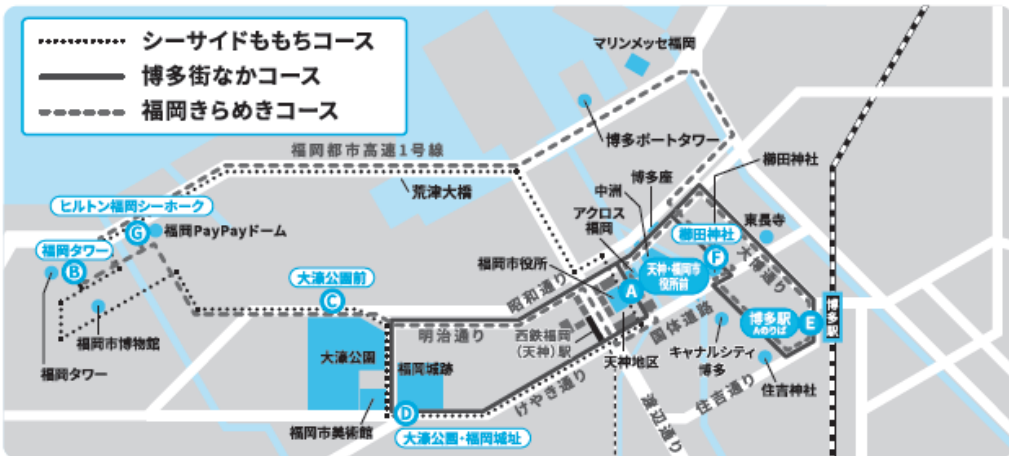 シーサイドももちコース
博多街なかコース
福岡きらめきコース
マリンメッセ福岡
福岡都市高速1号線
博多ポートタワー
荒津大橋
櫛田神社
博多座
中洲
アクロス
福岡
東長寺
ヒルトン福岡シーホーク
G
福岡PayPayドーム
福岡タワー
B
福岡市役所
櫛田神社
F
天神・福岡市
役所前
A
大博通り
大濠公園前
C
昭和通り
明治通り
国体道路
博多駅
Aのりば
E
博多駅
福岡市博物館
福岡タワー
大濠公園
福岡城跡
西鉄福岡
(天神)駅
天神地区
キャナルシティ
博多
住吉神社
住吉通り
けやき通り
渡辺通り
福岡市美術館
D
大濠公園・福岡城址